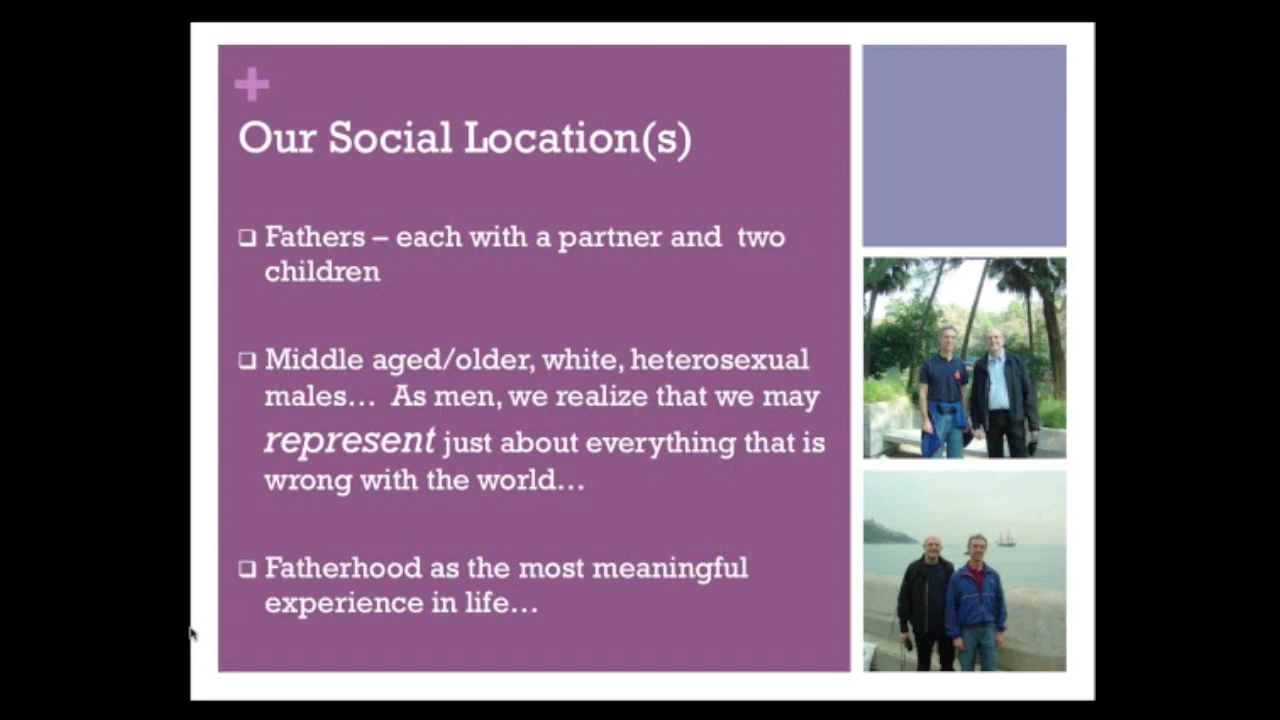 Our Social Location(s)
❑ Fathers – each with a partner and two
children
❑ Middle aged/older, white, heterosexual
males… As men, we realize that we may
represent just about everything that is
wrong with the world…
❑ Fatherhood as the most meaningful
experience in life…